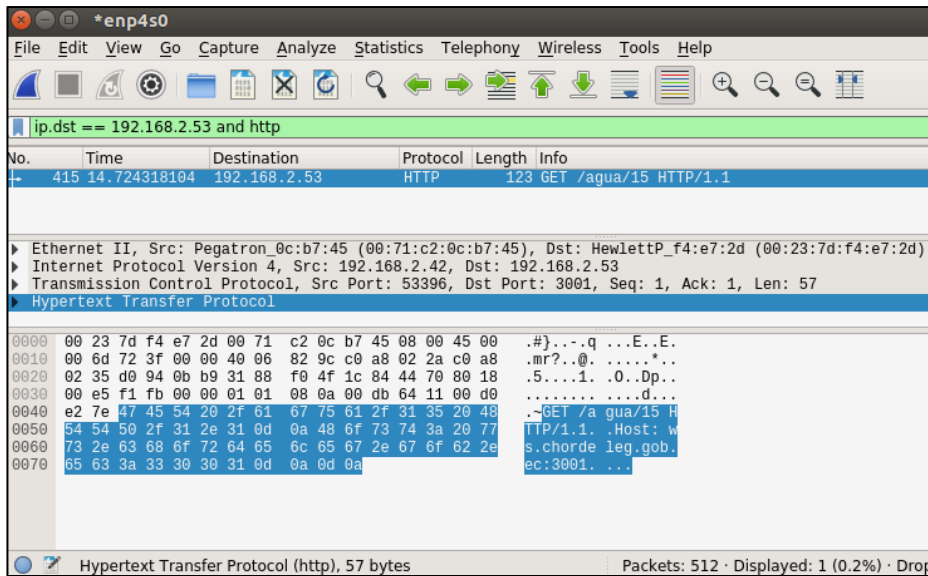 *enp4s0
File Edit View Go Capture Analyze Statistics Telephony Wireless Tools Help
ip.dst == 192.168.2.53 and http
No. Time Destination Protocol Length Info
415 14.724318104 192.168.2.53 HTTP 123 GET /agua/15 HTTP/1.1
Ethernet II, Src: Pegatron_0c:b7:45 (00:71:c2:0c:b7:45), Dst: HewlettP_f4:e7:2d (00:23:7d:f4:e7:2d)
Internet Protocol Version 4, Src: 192.168.2.42, Dst: 192.168.2.53
Transmission Control Protocol, Src Port: 53396, Dst Port: 3001, Seq: 1, Ack: 1, Len: 57
Hypertext Transfer Protocol
0000 00 23 7d f4 e7 2d 00 71 c2 0c b7 45 08 00 45 00 .#}..-.q ...E..E.
0010 00 6d 72 3f 00 00 40 06 82 9c c0 a8 02 2a c0 a8 .mr?..@. .....*..
0020 02 35 d0 94 0b b9 31 88 f0 4f 1c 84 44 70 80 18 .5....1. .O..Dp..
0030 00 e5 f1 fb 00 00 01 01 08 0a 00 db 64 11 00 d0 ........ ....d...
0040 e2 7e 47 45 54 20 2f 61 67 75 61 2f 31 35 20 48 .~GET /a gua/15 H
0050 54 54 50 2f 31 2e 31 0d 0a 48 6f 73 74 3a 20 77 TTP/1.1. .Host: w
0060 73 2e 63 68 6f 72 64 65 6c 65 67 2e 67 6f 62 2e s.chorde leg.gob.
0070 65 63 3a 33 30 30 31 0d 0a 0d 0a ec:3001. ...
Hypertext Transfer Protocol (http), 57 bytes Packets: 512 · Displayed: 1 (0.2%) · Drop